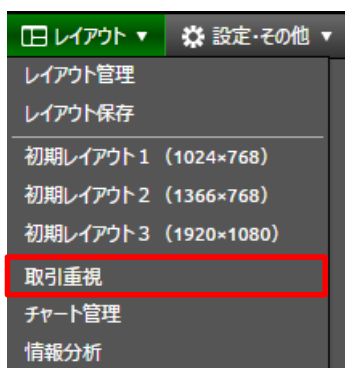 レイアウト ▼ 設定・その他 ▼
レイアウト管理
レイアウト保存
初期レイアウト1 (1024×768)
初期レイアウト2 (1366×768)
初期レイアウト3 (1920×1080)
取引重視
チャート管理
情報分析